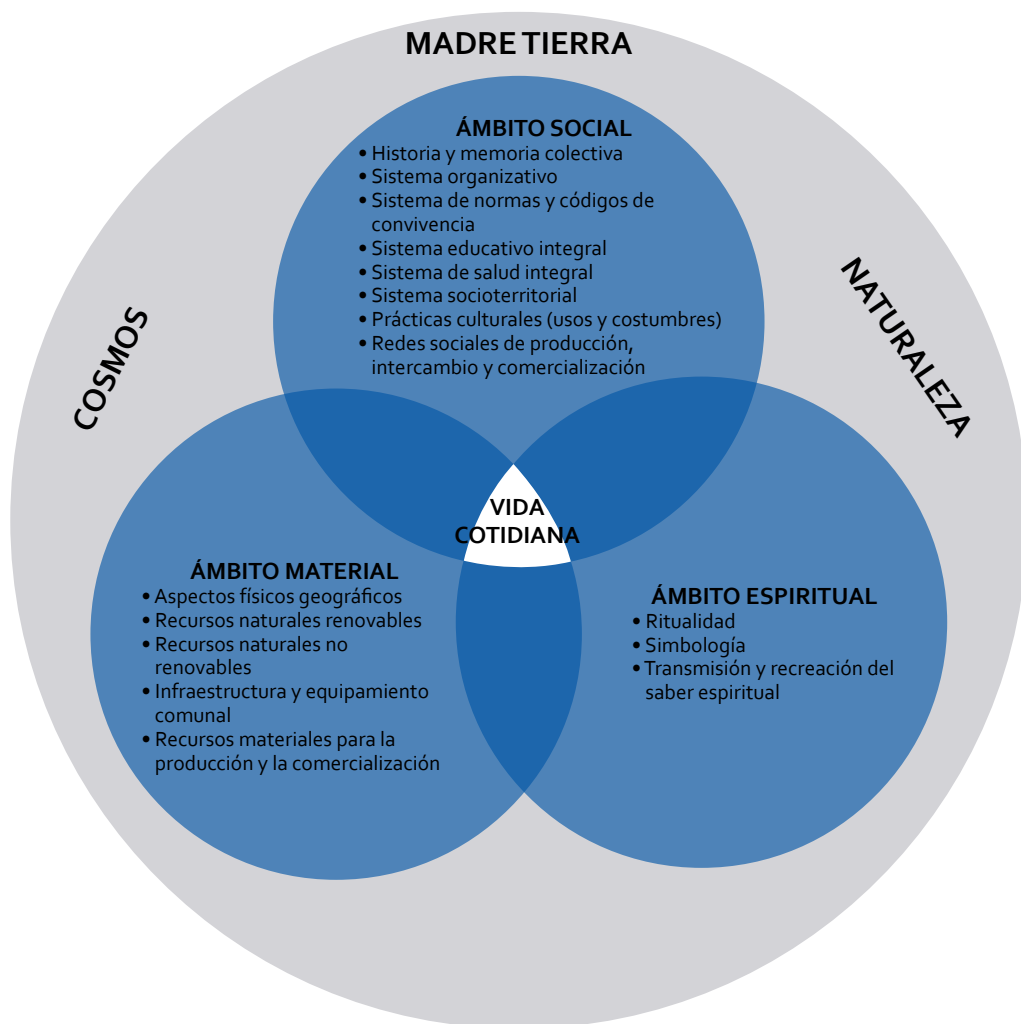 MADRE TIERRA
ÁMBITO SOCIAL
• Historia y memoria colectiva
• Sistema organizativo
• Sistema de normas y códigos de
convivencia
• Sistema educativo integral
• Sistema de salud integral
• Sistema socioterritorial
• Prácticas culturales (usos y costumbres)
• Redes sociales de producción,
intercambio y comercialización
COSMOS
NATURALEZA
VIDA
COTIDIANA
ÁMBITO MATERIAL
• Aspectos físicos geográficos
• Recursos naturales renovables
• Recursos naturales no
renovables
• Infraestructura y equipamiento
comunal
• Recursos materiales para la
producción y la comercialización
ÁMBITO ESPIRITUAL
• Ritualidad
• Simbología
• Transmisión y recreación del
saber espiritual